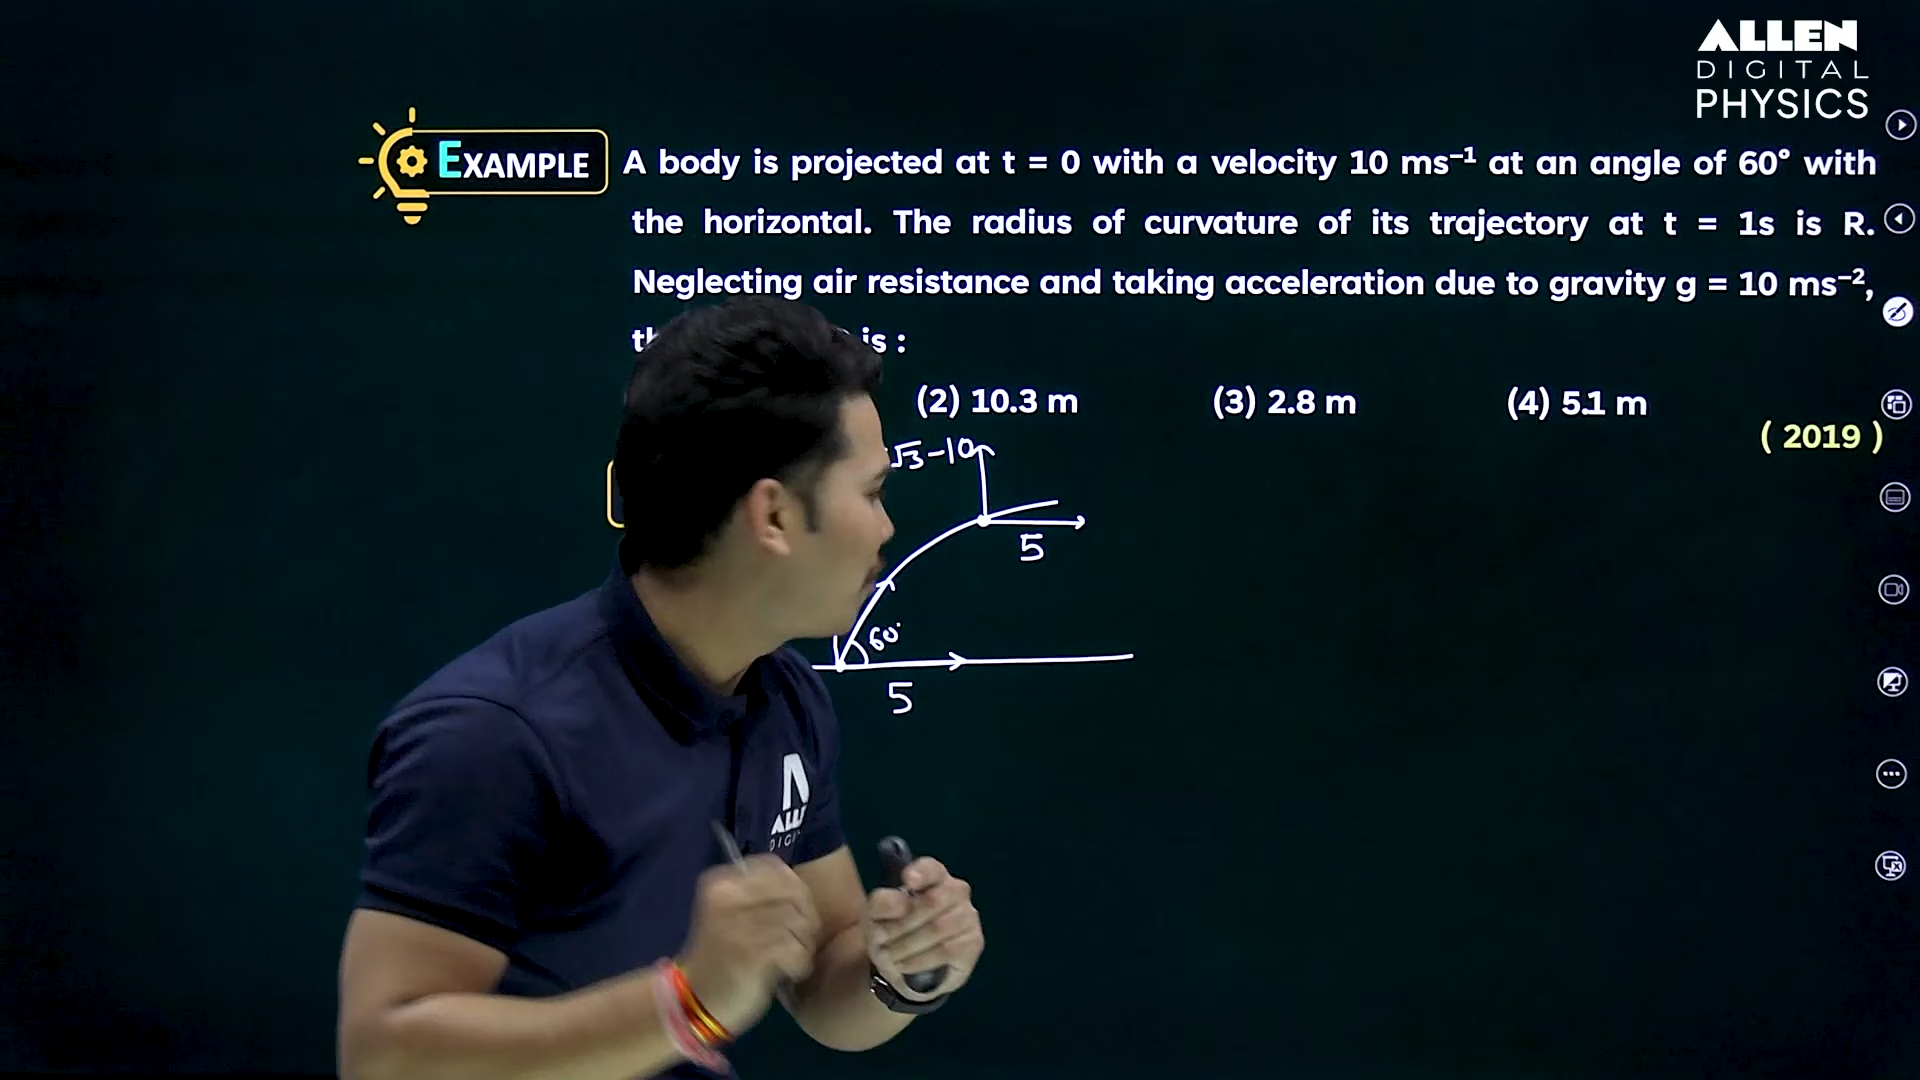 ALLEN
DIGITAL
PHYSICS
EXAMPLE
A body is projected at t = 0 with a velocity 10 ms⁻¹ at an angle of 60° with
the horizontal. The radius of curvature of its trajectory at t = 1s is R.
Neglecting air resistance and taking acceleration due to gravity g = 10 ms⁻²,
is :
(2) 10.3 m (3) 2.8 m (4) 5.1 m
( 2019 )
√3-10
5
60°
5